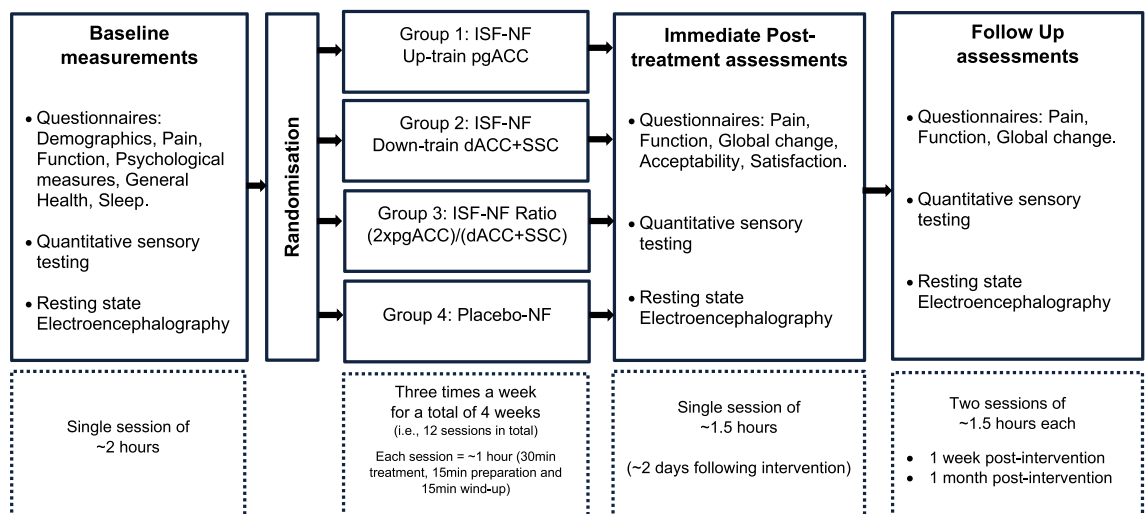 Baseline
measurements
• Questionnaires:
Demographics, Pain,
Function, Psychological
measures, General
Health, Sleep.
• Quantitative sensory
testing
• Resting state
Electroencephalography
Single session of
~2 hours
Randomisation
Group 1: ISF-NF
Up-train pgACC
Group 2: ISF-NF
Down-train dACC+SSC
Group 3: ISF-NF Ratio
(2xpgACC)/(dACC+SSC)
Group 4: Placebo-NF
Three times a week
for a total of 4 weeks
(i.e., 12 sessions in total)
Each session = ~1 hour (30min
treatment, 15min preparation and
15min wind-up)
Immediate Post-
treatment assessments
• Questionnaires: Pain,
Function, Global change,
Acceptability, Satisfaction.
• Quantitative sensory
testing
• Resting state
Electroencephalography
Single session of
~1.5 hours
(~2 days following intervention)
Follow Up
assessments
• Questionnaires: Pain,
Function, Global change.
• Quantitative sensory
testing
• Resting state
Electroencephalography
Two sessions of
~1.5 hours each
• 1 week post-intervention
• 1 month post-intervention